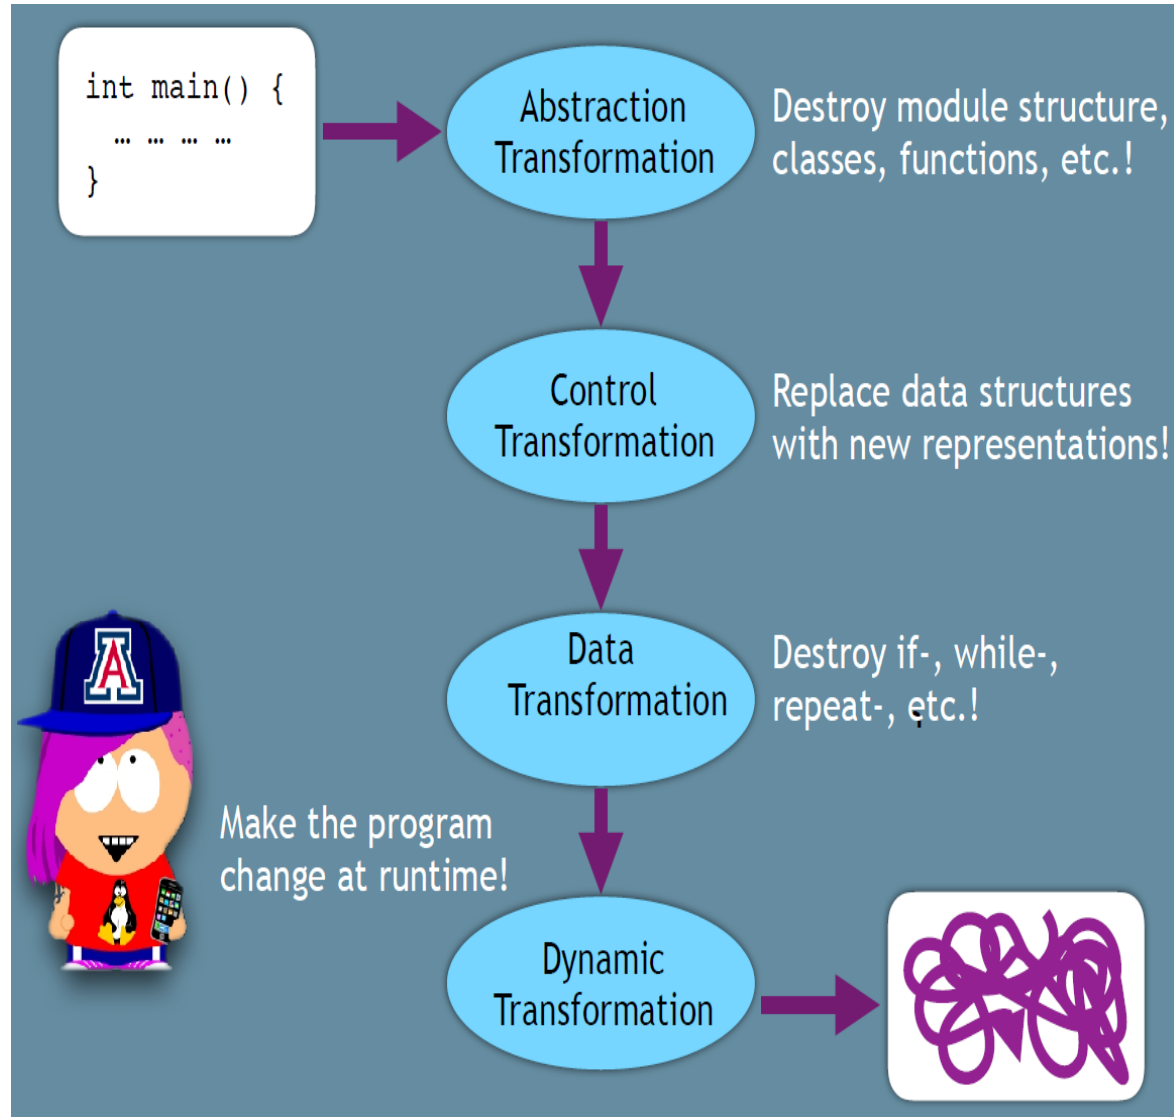 int main() {
… … … …
}
Abstraction
Transformation
Destroy module structure,
classes, functions, etc.!
Control
Transformation
Replace data structures
with new representations!
Data
Transformation
Destroy if-, while-,
repeat-, etc.!
A
Make the program
change at runtime!
Dynamic
Transformation